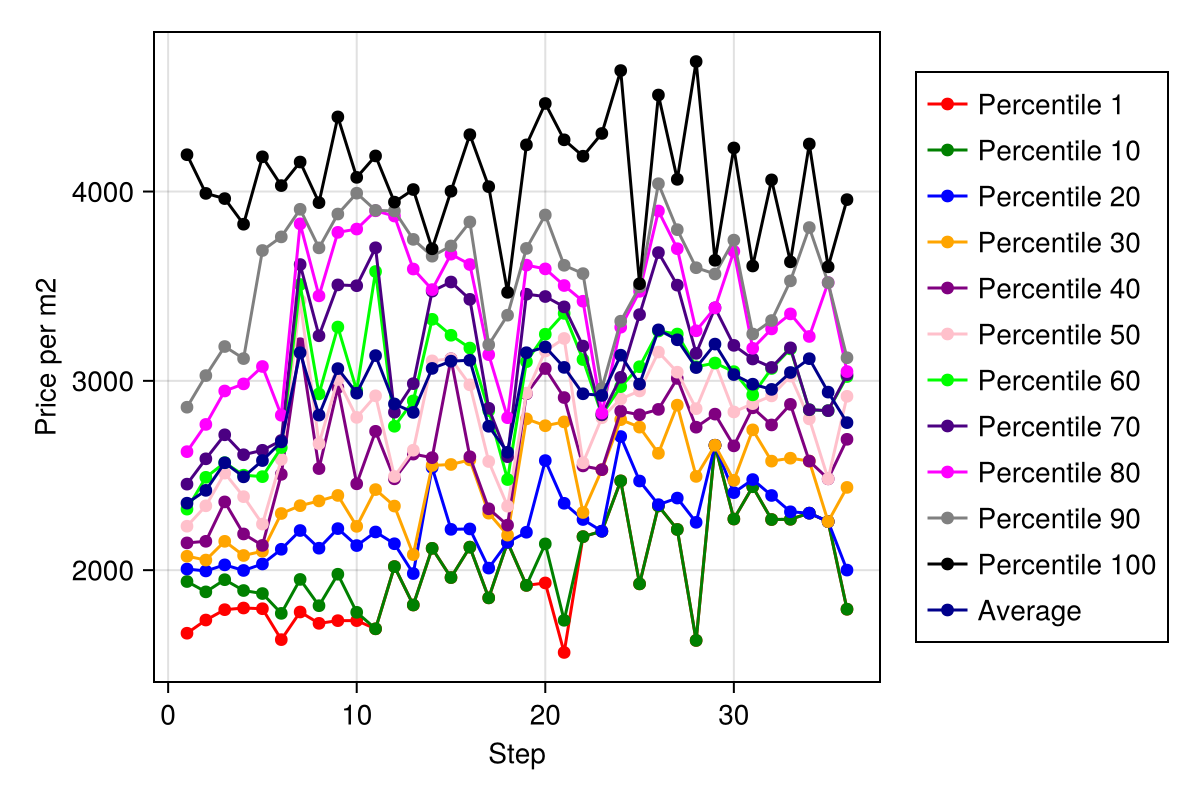 Price per m2
4000
3000
2000
0 10 20 30
Step
Percentile 1
Percentile 10
Percentile 20
Percentile 30
Percentile 40
Percentile 50
Percentile 60
Percentile 70
Percentile 80
Percentile 90
Percentile 100
Average